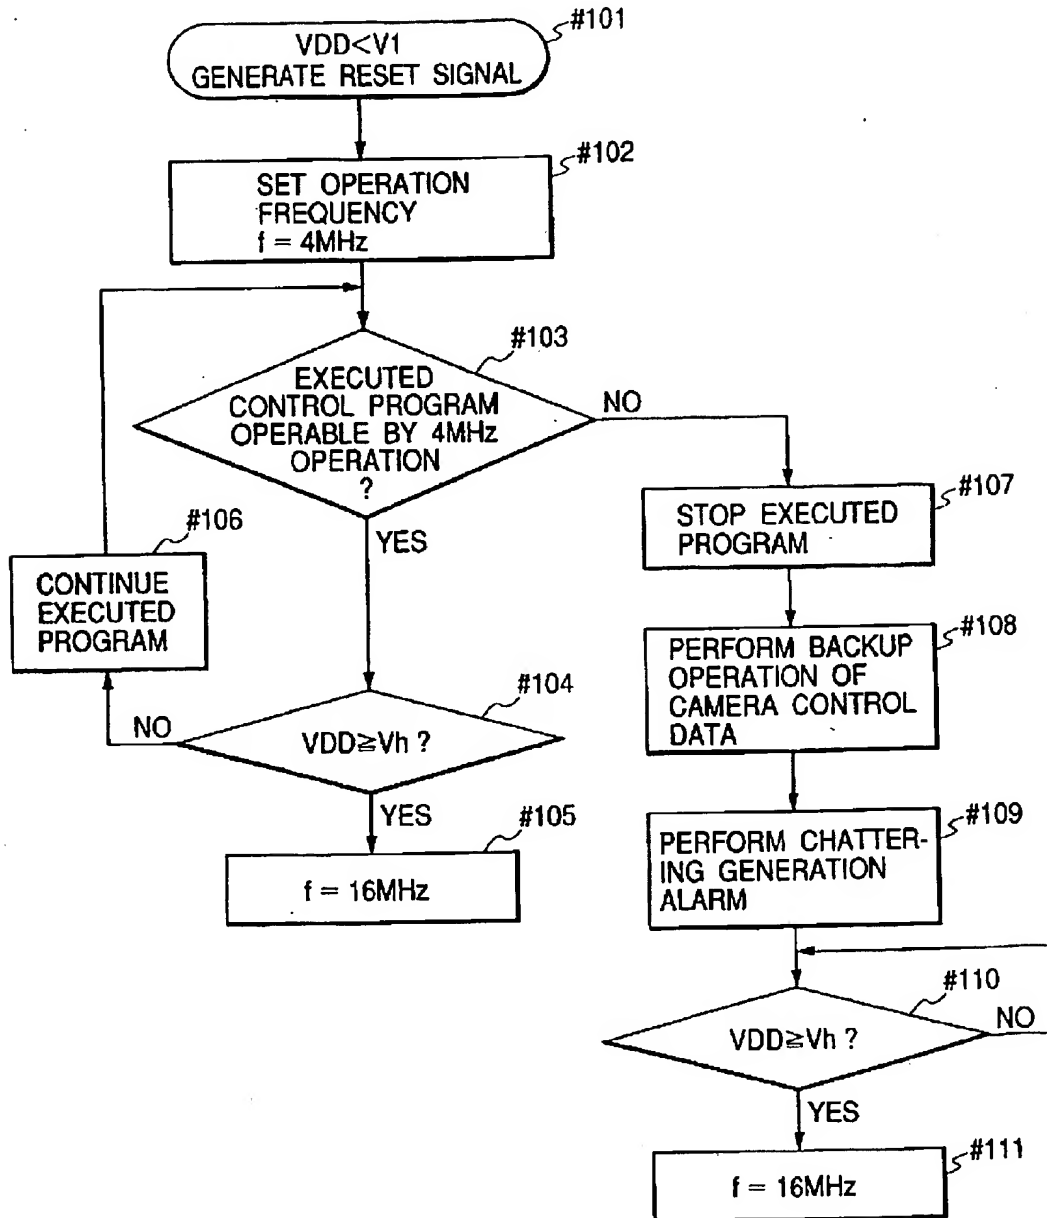 #101
VDD<V1
GENERATE RESET SIGNAL
#102
SET OPERATION
FREQUENCY
f = 4MHz
#103
EXECUTED
CONTROL PROGRAM
OPERABLE BY 4MHz
OPERATION
?
NO
YES
#106
CONTINUE
EXECUTED
PROGRAM
#104
VDD≧Vh ?
NO
YES
#105
f = 16MHz
#107
STOP EXECUTED
PROGRAM
#108
PERFORM BACKUP
OPERATION OF
CAMERA CONTROL
DATA
#109
PERFORM CHATTER-
ING GENERATION
ALARM
#110
VDD≧Vh ?
NO
YES
#111
f = 16MHz